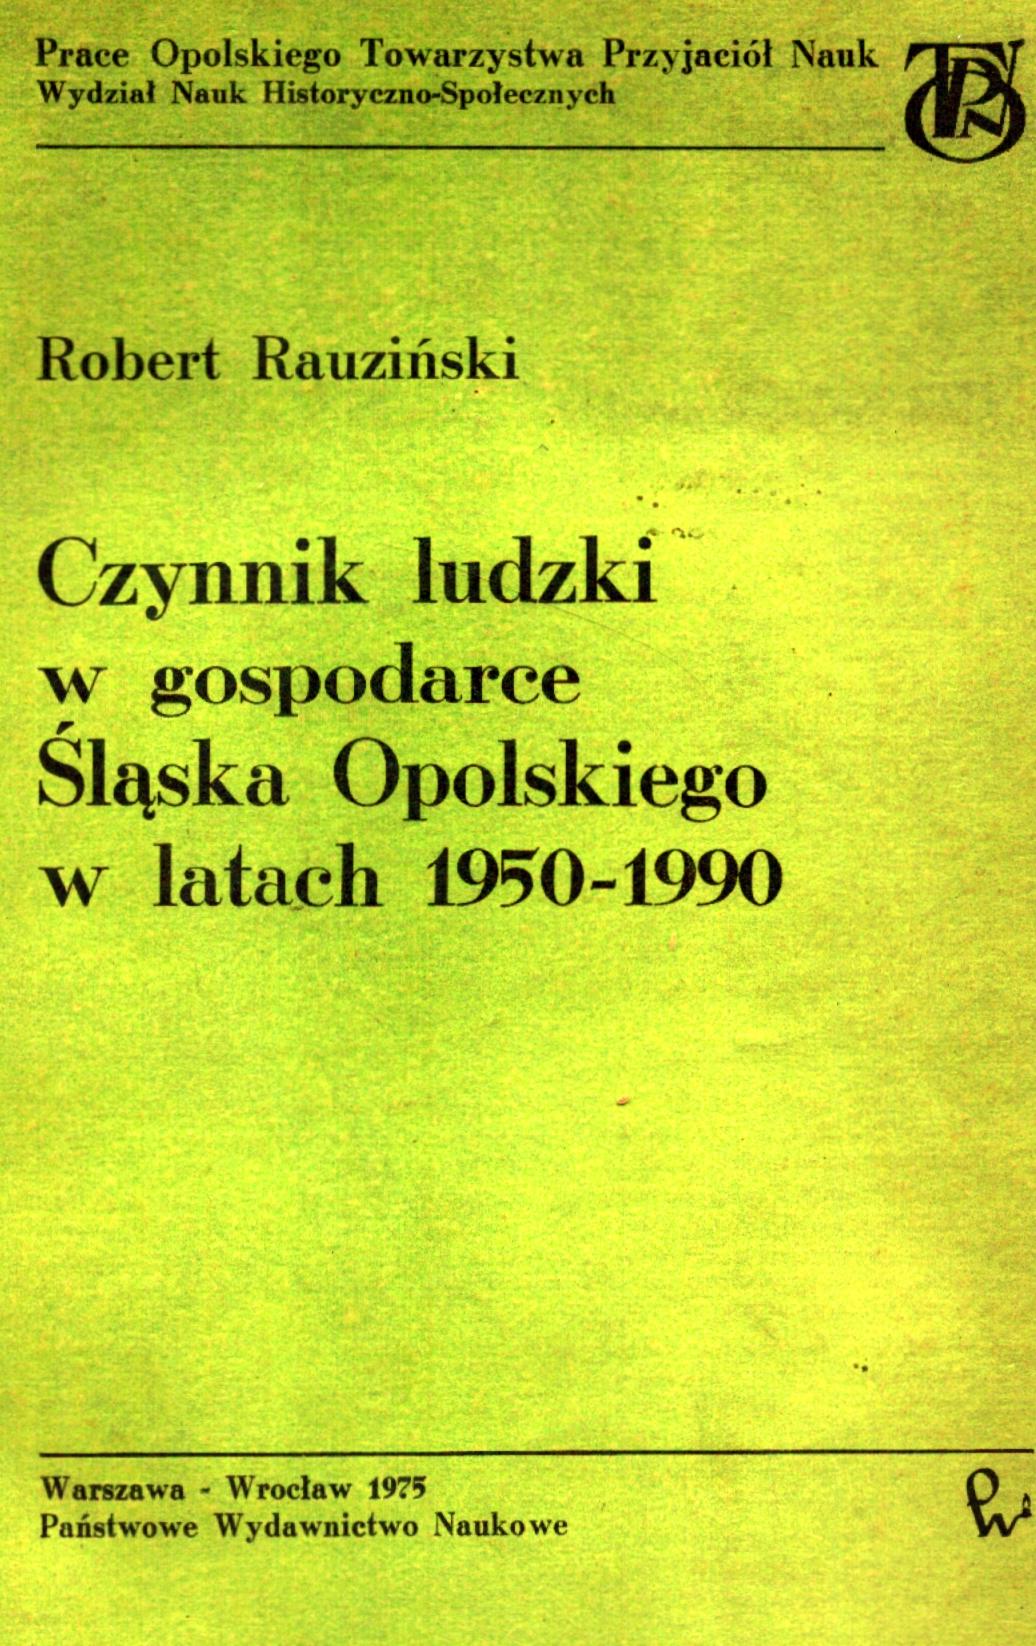 Prace Opolskiego Towarzystwa Przyjaciół Nauk
Wydział Nauk Historyczno-Społecznych
OTPN
Robert Rauziński
Czynnik ludzki
w gospodarce
Śląska Opolskiego
w latach 1950-1990
Warszawa - Wrocław 1975
Państwowe Wydawnictwo Naukowe